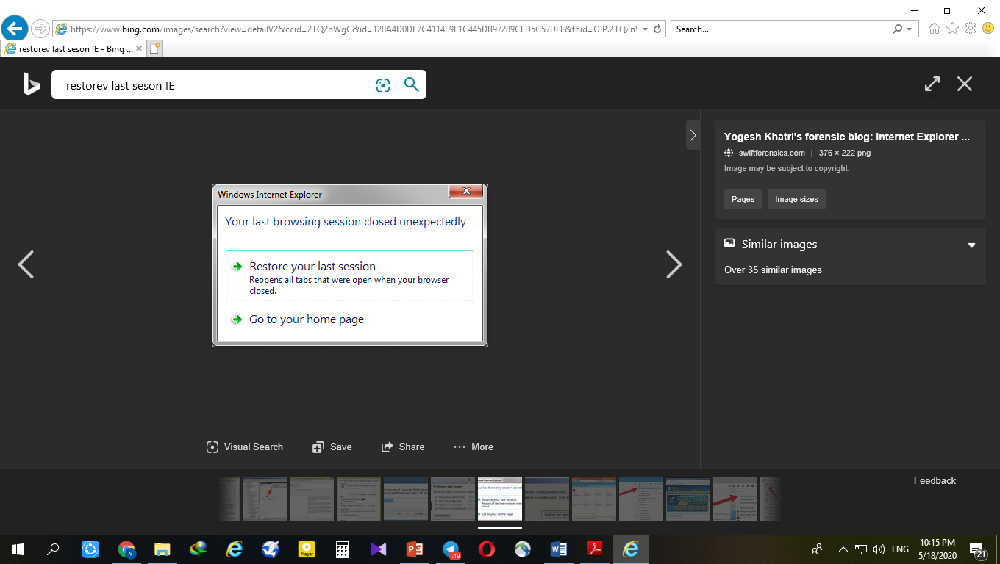 https://www.bing.com/images/search?view=detailV2&ccid=2TQ2nWgC&id=128A4D0DF7C4114E9E1C445DB97289CED5C57DEF&thid=OIP.2TQ2n
Search...
restorev last seson IE - Bing ...
restorev last seson IE
Yogesh Khatri's forensic blog: Internet Explorer ...
swiftforensics.com | 376 × 222 png
Image may be subject to copyright.
Pages
Image sizes
Similar images
Over 35 similar images
Windows Internet Explorer
Your last browsing session closed unexpectedly
Restore your last session
Reopens all tabs that were open when your browser
closed.
Go to your home page
Visual Search
Save
Share
More
Feedback
Player
.49
ENG
10:15 PM
5/18/2020
21